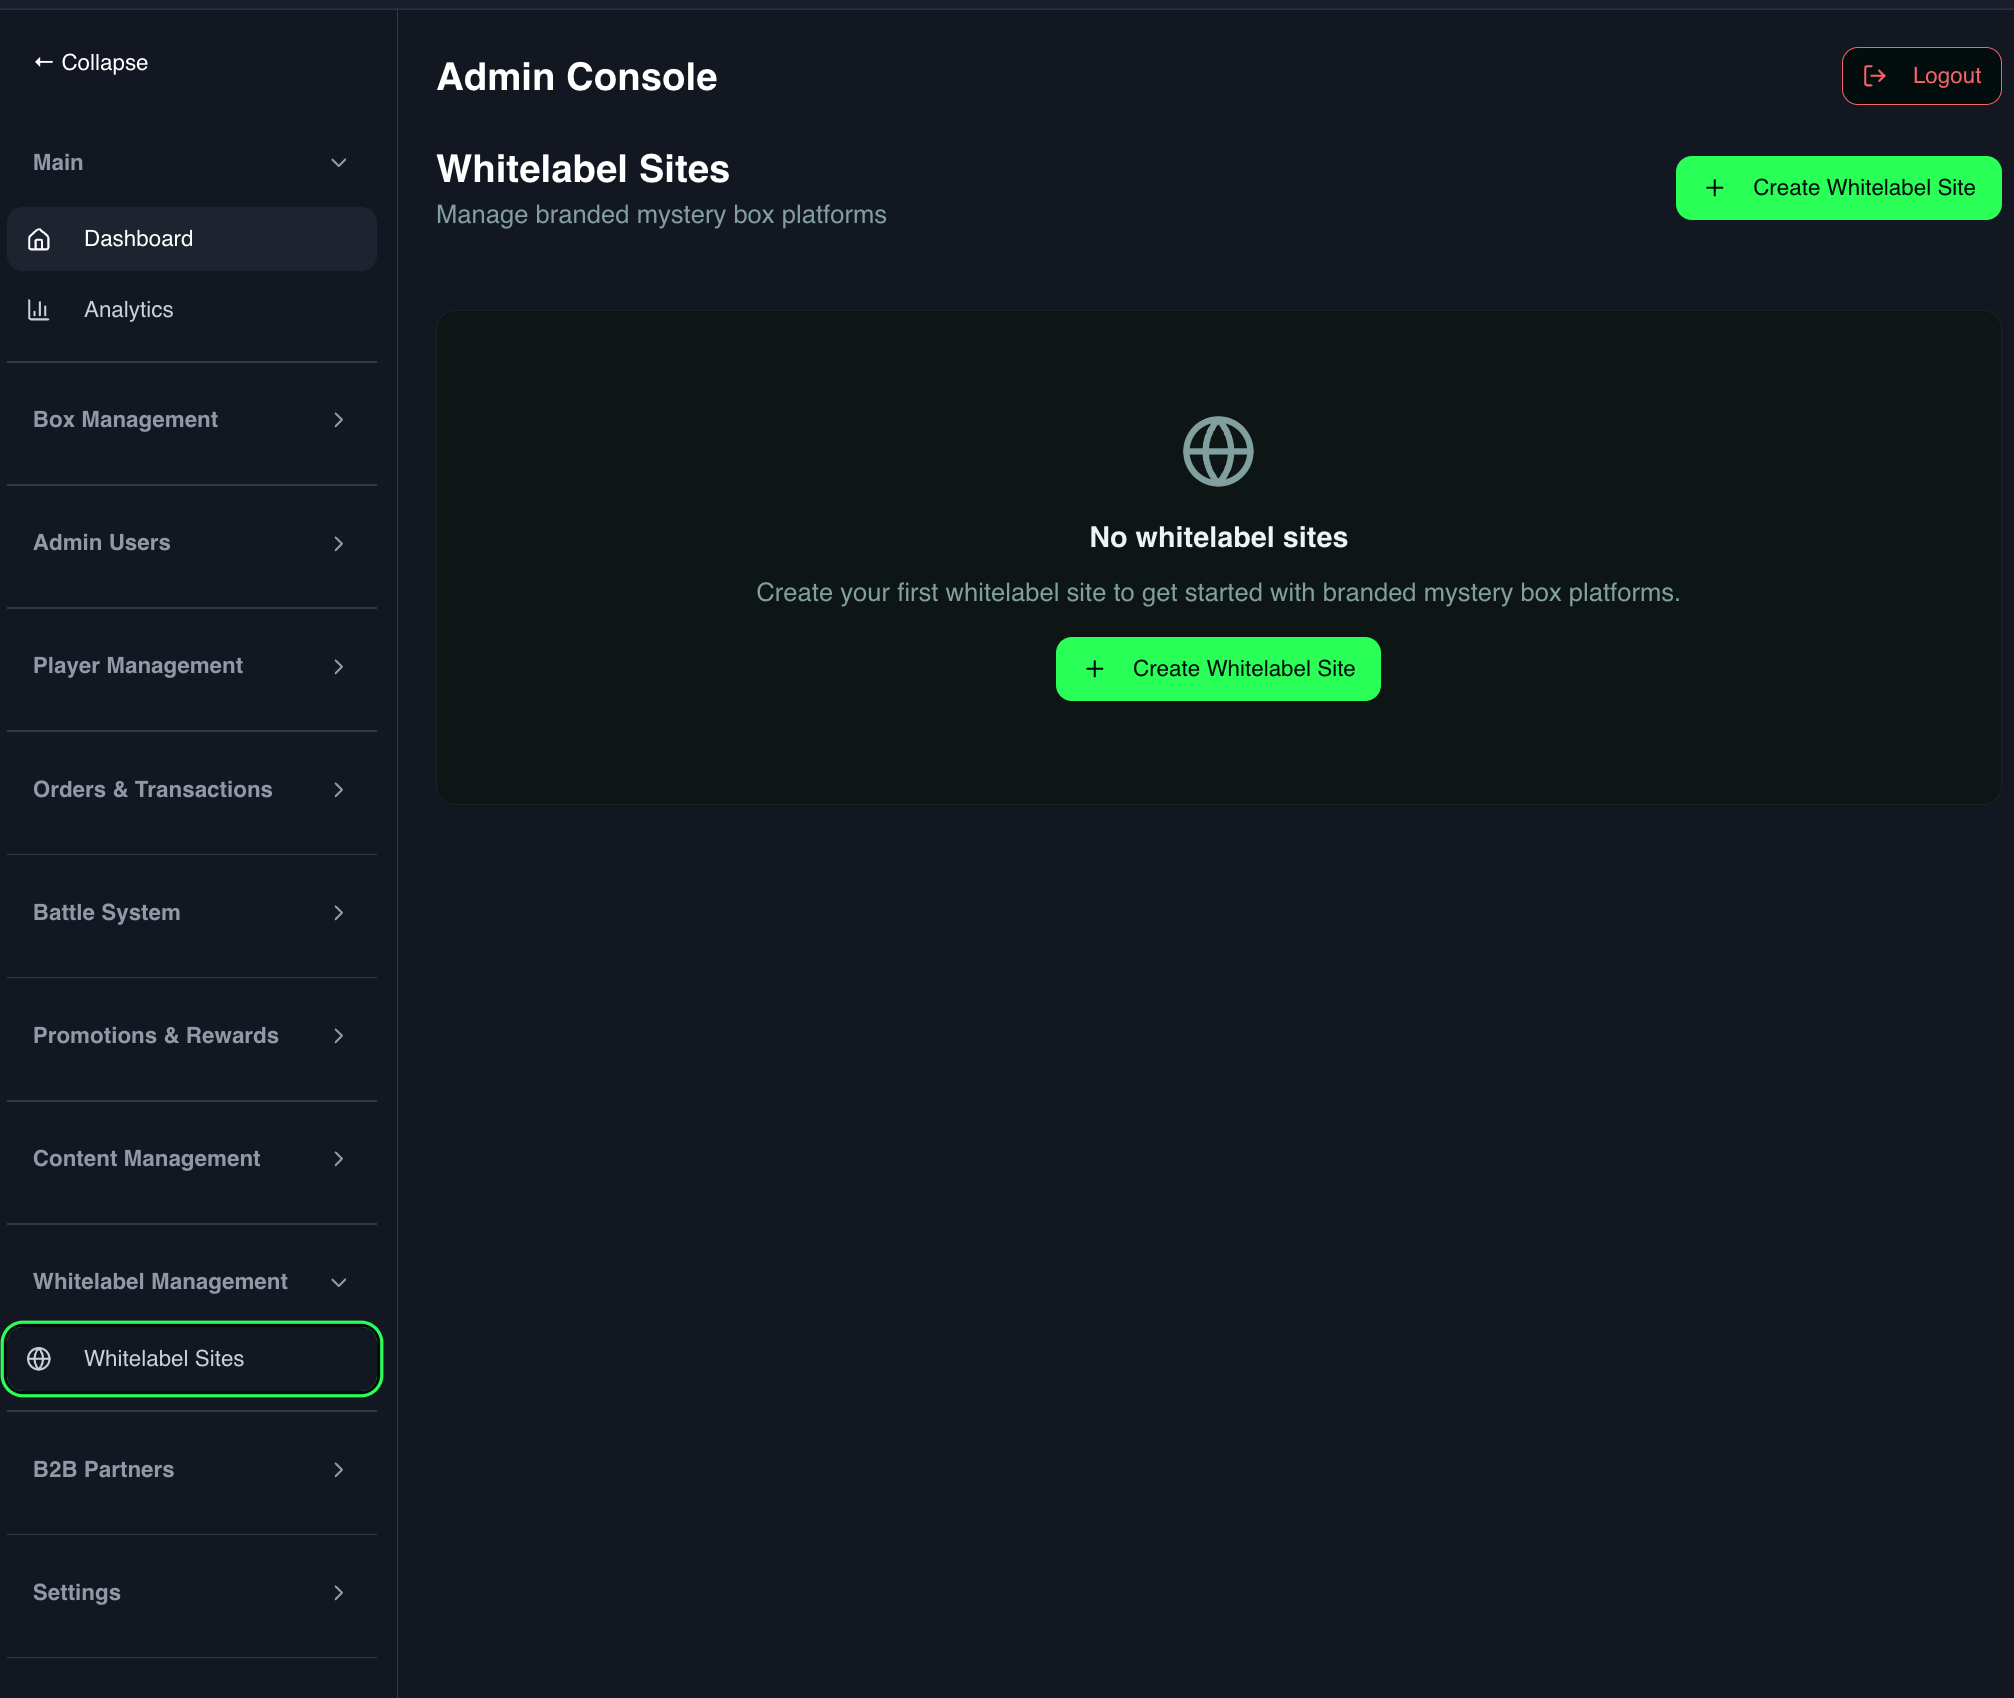 Collapse
Main
Dashboard
Analytics
Box Management
Admin Users
Player Management
Orders & Transactions
Battle System
Promotions & Rewards
Content Management
Whitelabel Management
Whitelabel Sites
B2B Partners
Settings
Admin Console
Logout
Whitelabel Sites
Manage branded mystery box platforms
Create Whitelabel Site
No whitelabel sites
Create your first whitelabel site to get started with branded mystery box platforms.
Create Whitelabel Site